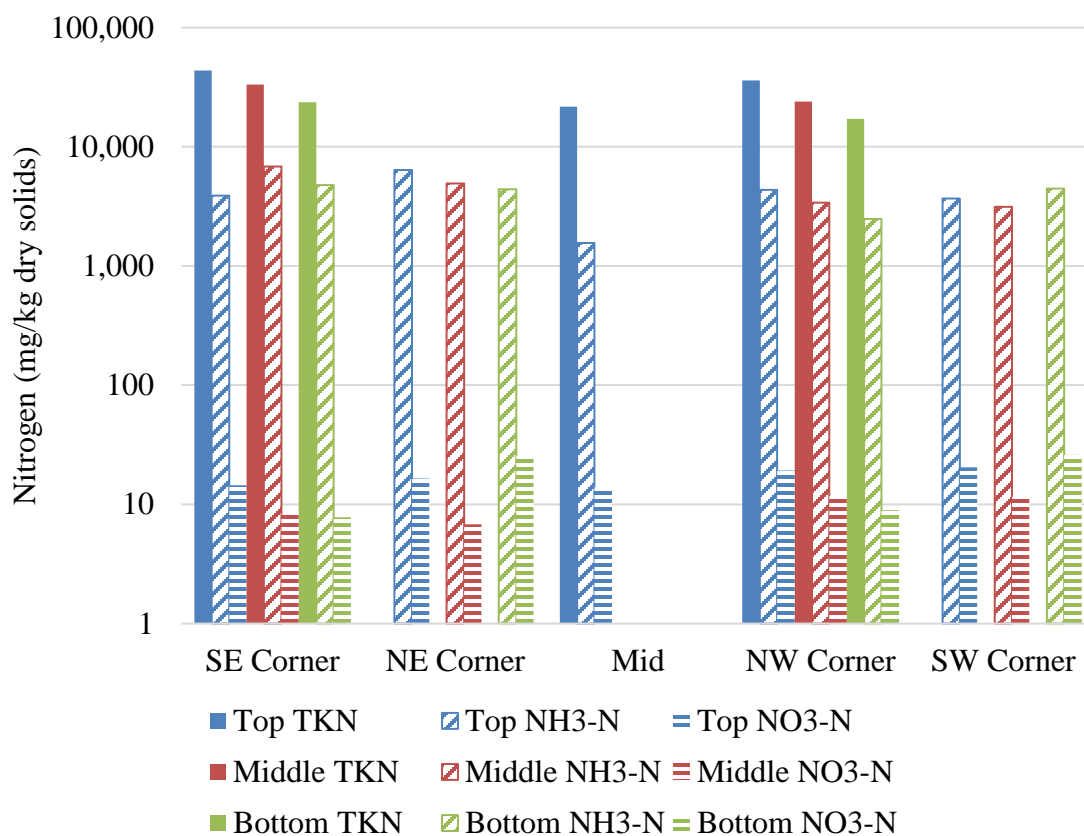 100,000
10,000
1,000
100
10
1
Nitrogen (mg/kg dry solids)
SE Corner NE Corner Mid NW Corner SW Corner
Top TKN Top NH3-N Top NO3-N
Middle TKN Middle NH3-N Middle NO3-N
Bottom TKN Bottom NH3-N Bottom NO3-N